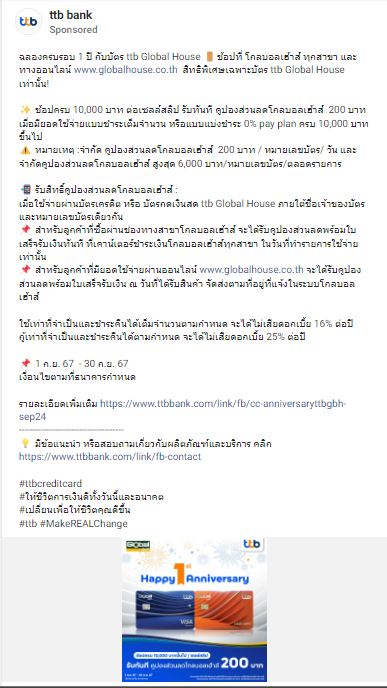 ttb bank
Sponsored
ฉลองครบรอบ 1 ปี กับบัตร ttb Global House 🚪 ช้อปที่ โกลบอลเฮ้าส์ ทุกสาขา และ
ทางออนไลน์ www.globalhouse.co.th สิทธิพิเศษเฉพาะบัตร ttb Global House
เท่านั้น!
✨ ช้อปครบ 10,000 บาท ต่อเซลล์สลิป รับทันที คูปองส่วนลดโกลบอลเฮ้าส์ 200 บาท
เมื่อมียอดใช้จ่ายแบบชำระเต็มจำนวน หรือแบบแบ่งชำระ 0% pay plan ครบ 10,000 บาท
ขึ้นไป
⚠️ หมายเหตุ :จำกัด คูปองส่วนลดโกลบอลเฮ้าส์ 200 บาท / หมายเลขบัตร/ วัน และ
จำกัดคูปองส่วนลดโกลบอลเฮ้าส์ สูงสุด 6,000 บาท/หมายเลขบัตร/ตลอดรายการ
📲 รับสิทธิ์คูปองส่วนลดโกลบอลเฮ้าส์ :
เมื่อใช้จ่ายผ่านบัตรเครดิต หรือ บัตรกดเงินสด ttb Global House ภายใต้ชื่อเจ้าของบัตร
และหมายเลขบัตรเดียวกัน
📌 สำหรับลูกค้าที่ซื้อผ่านช่องทางสาขาโกลบอลเฮ้าส์ จะได้รับคูปองส่วนลดพร้อมใบ
เสร็จรับเงินทันที ที่เคาน์เตอร์ชำระเงินโกลบอลเฮ้าส์ทุกสาขา ในวันที่ทำรายการใช้จ่าย
เท่านั้น
📌 สำหรับลูกค้าที่มียอดใช้จ่ายผ่านออนไลน์ www.globalhouse.co.th จะได้รับคูปอง
ส่วนลดพร้อมใบเสร็จรับเงิน ณ วันที่ได้รับสินค้า จัดส่งตามที่อยู่ที่แจ้งในระบบโกลบอล
เฮ้าส์
ใช้เท่าที่จำเป็นและชำระคืนได้เต็มจำนวนตามกำหนด จะได้ไม่เสียดอกเบี้ย 16% ต่อปี
กู้เท่าที่จำเป็นและชำระคืนได้ตามกำหนด จะได้ไม่เสียดอกเบี้ย 25% ต่อปี
📌 1 ก.ย. 67 - 30 ก.ย. 67
เงื่อนไขตามที่ธนาคารกำหนด
รายละเอียดเพิ่มเติม https://www.ttbbank.com/link/fb/cc-anniversaryttbgbh-
sep24
-----------------------------------
💡 มีข้อแนะนำ หรือสอบถามเกี่ยวกับผลิตภัณฑ์และบริการ คลิก
https://www.ttbbank.com/link/fb-contact
#ttbcreditcard
#ให้ชีวิตการเงินดีทั้งวันนี้และอนาคต
#เปลี่ยนเพื่อให้ชีวิตคุณดีขึ้น
#ttb #MakeREALChange
Global
ttb
Happy 1st Anniversary
VISA
ช้อปครบ 10,000 บาทขึ้นไป / เซลล์สลิป
รับทันที คูปองส่วนลดโกลบอลเฮ้าส์ 200 บาท